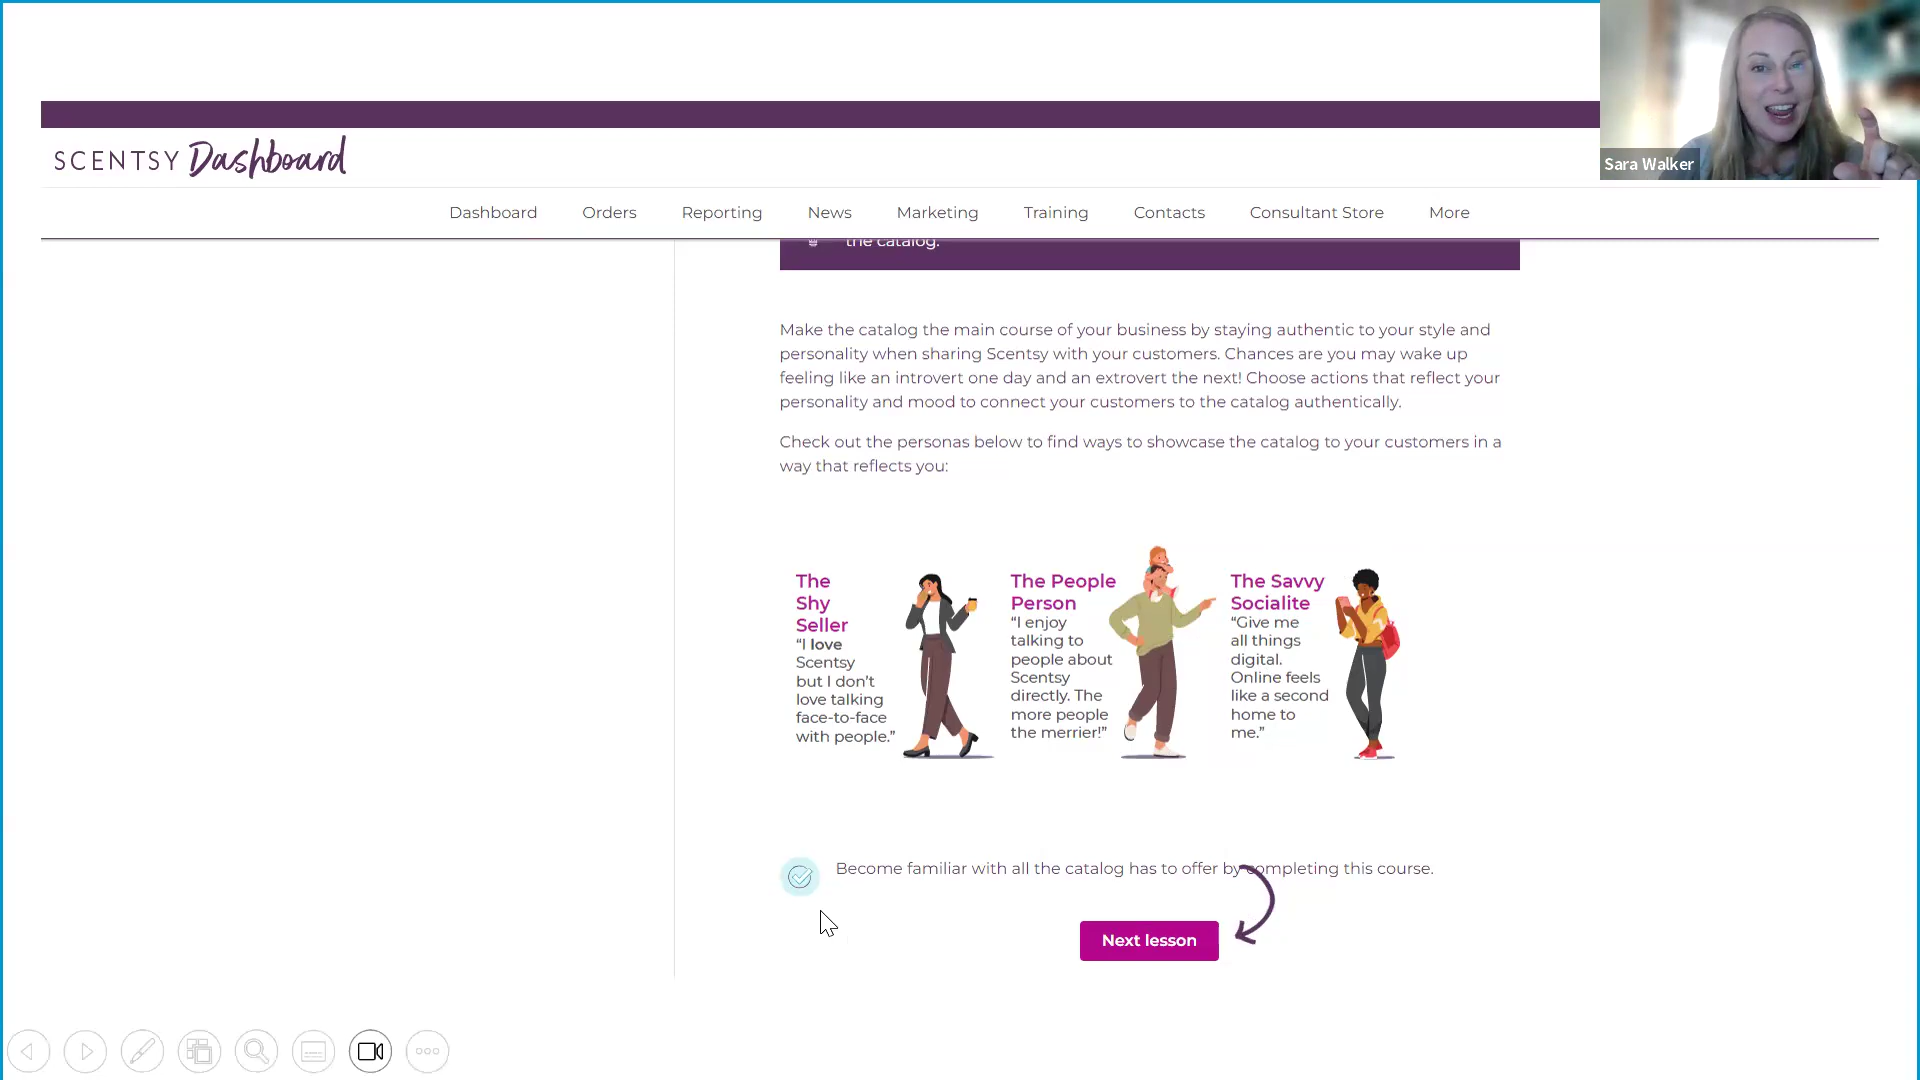 SCENTSY Dashboard
Sara Walker
Dashboard Orders Reporting News Marketing Training Contacts Consultant Store More
the catalog.
Make the catalog the main course of your business by staying authentic to your style and
personality when sharing Scentsy with your customers. Chances are you may wake up
feeling like an introvert one day and an extrovert the next! Choose actions that reflect your
personality and mood to connect your customers to the catalog authentically.
Check out the personas below to find ways to showcase the catalog to your customers in a
way that reflects you:
The
Shy
Seller
“I love
Scentsy
but I don’t
love talking
face-to-face
with people.”
The People
Person
“I enjoy
talking to
people about
Scentsy
directly. The
more people
the merrier!”
The Savvy
Socialite
“Give me
all things
digital.
Online feels
like a second
home to
me.”
Become familiar with all the catalog has to offer by completing this course.
Next lesson